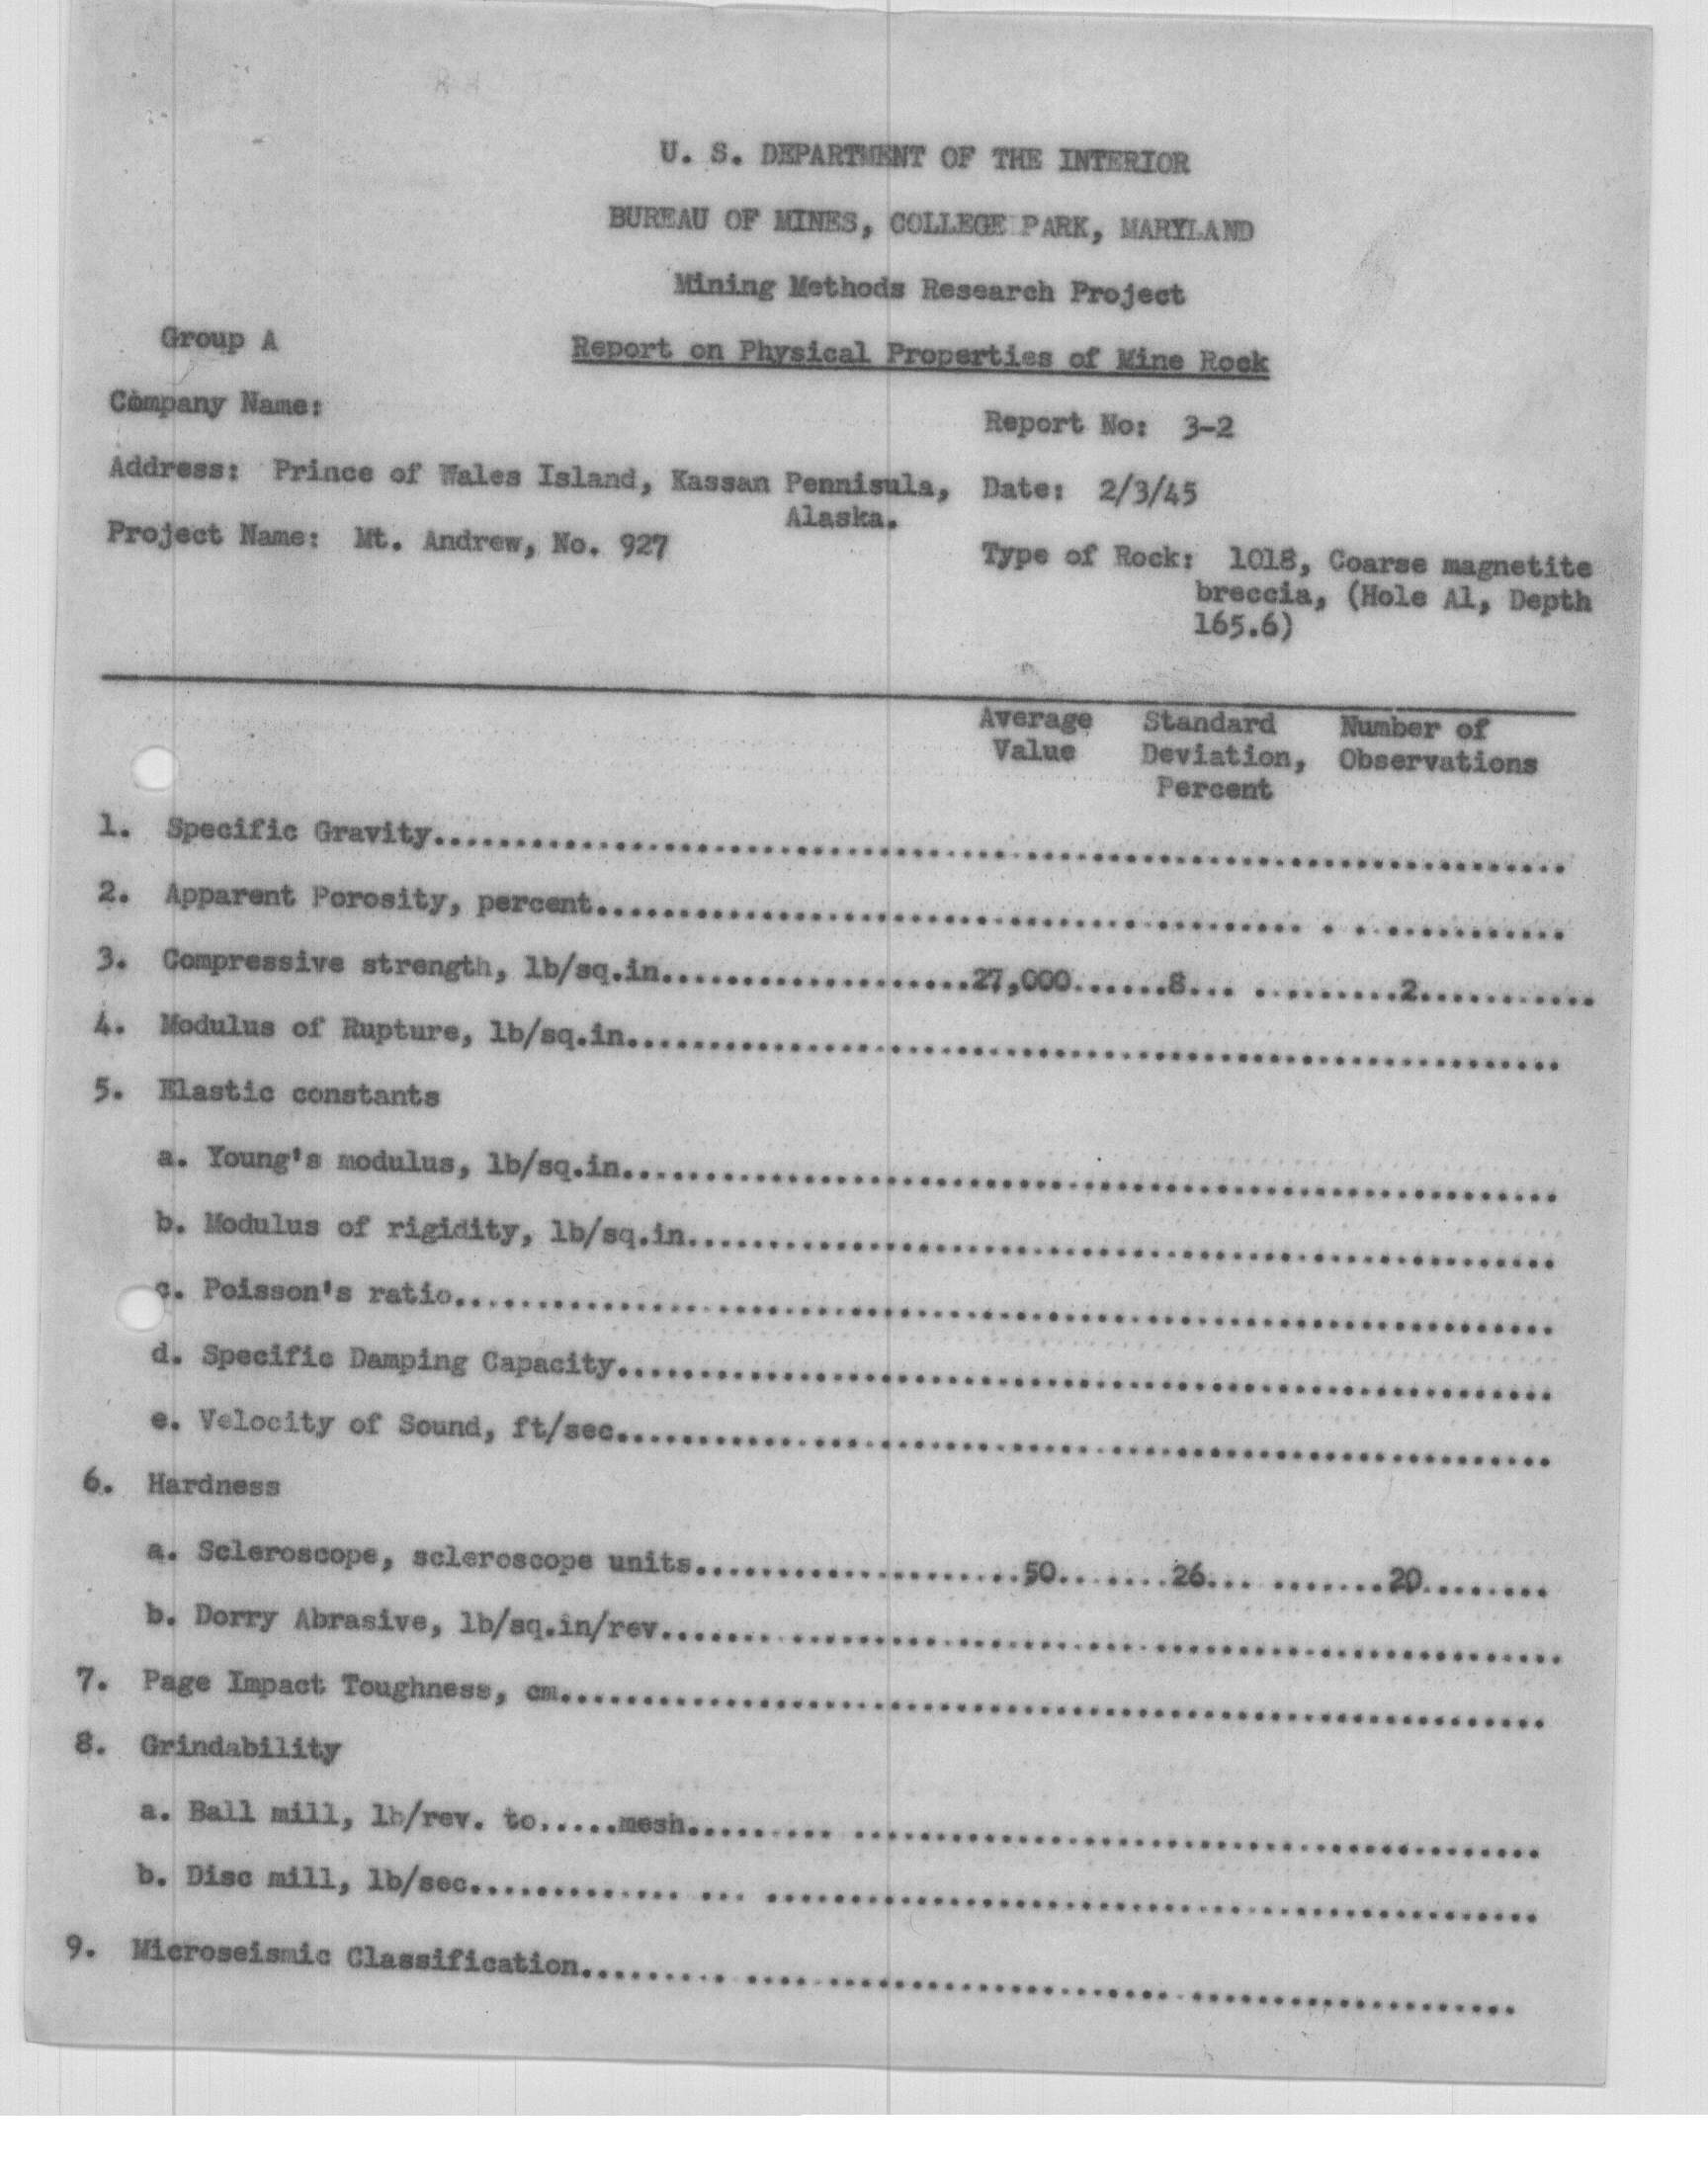 U. S. DEPARTMENT OF THE INTERIOR
BUREAU OF MINES, COLLEGE PARK, MARYLAND
Mining Methods Research Project
Group A
Report on Physical Properties of Mine Rock
Company Name:
Report No: 3-2
Address: Prince of Wales Island, Kassan Pennisula,
Alaska.
Date: 2/3/45
Project Name: Mt. Andrew, No. 927
Type of Rock: 1018, Coarse magnetite
breccia, (Hole A1, Depth
165.6)
Average Value
Standard Deviation, Percent
Number of Observations
1. Specific Gravity..........
2. Apparent Porosity, percent..........
3. Compressive strength, lb/sq.in..........27,000.......8... ..........2..........
4. Modulus of Rupture, lb/sq.in..........
5. Elastic constants
a. Young's modulus, lb/sq.in..........
b. Modulus of rigidity, lb/sq.in..........
c. Poisson's ratio..........
d. Specific Damping Capacity..........
e. Velocity of Sound, ft/sec..........
6. Hardness
a. Scleroscope, scleroscope units..........50.......26... .......20........
b. Dorry Abrasive, lb/sq.in/rev..........
7. Page Impact Toughness, cm..........
8. Grindability
a. Ball mill, lb/rev. to.....mesh..........
b. Disc mill, lb/sec..........
9. Microseismic Classification..........